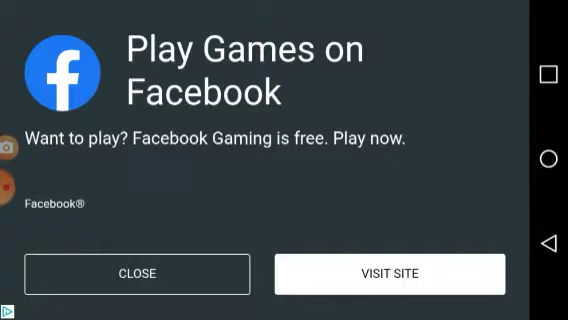 Play Games on
Facebook
Want to play? Facebook Gaming is free. Play now.
Facebook®
CLOSE
VISIT SITE